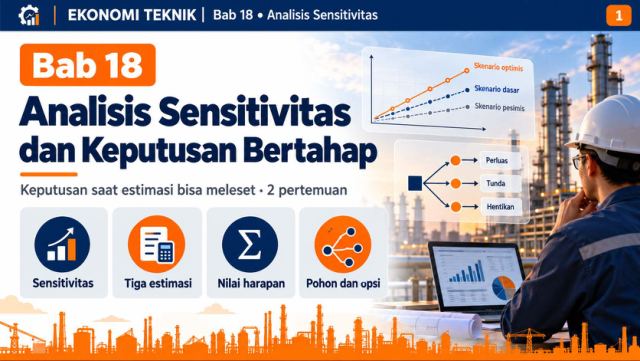 EKONOMI TEKNIK | Bab 18 • Analisis Sensitivitas
1
Bab 18
Analisis Sensitivitas
dan Keputusan Bertahap
Keputusan saat estimasi bisa meleset · 2 pertemuan
Sensitivitas
Tiga estimasi
Σ
Nilai harapan
Pohon dan opsi
Skenario optimis
Skenario dasar
Skenario pesimis
Perluas
Tunda
Hentikan